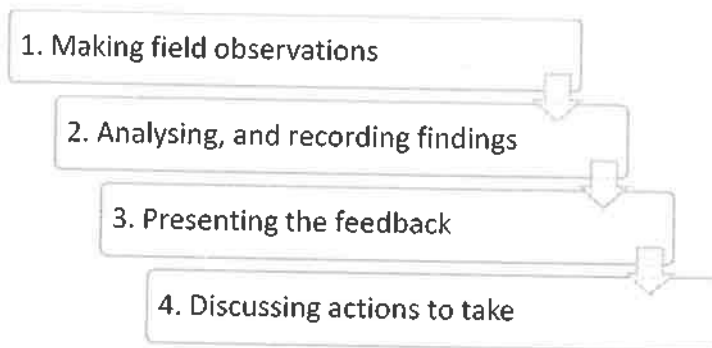 1. Making field observations
2. Analysing, and recording findings
3. Presenting the feedback
4. Discussing actions to take